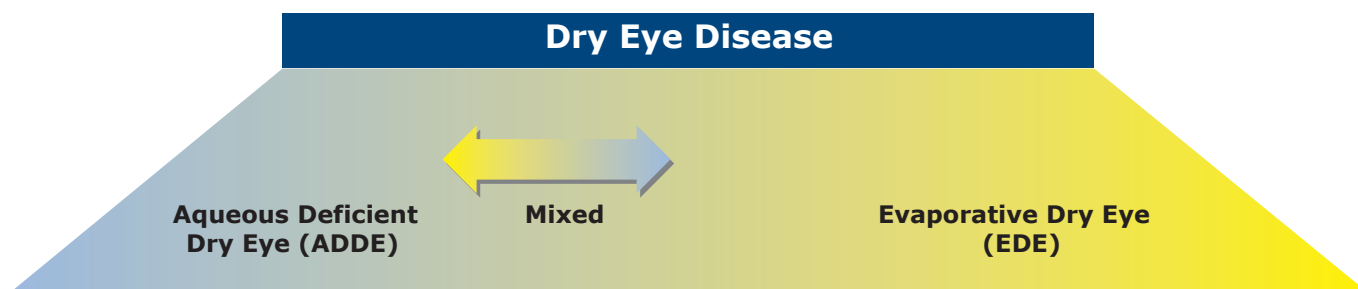 Dry Eye Disease
Aqueous Deficient
Dry Eye (ADDE)
Mixed
Evaporative Dry Eye
(EDE)